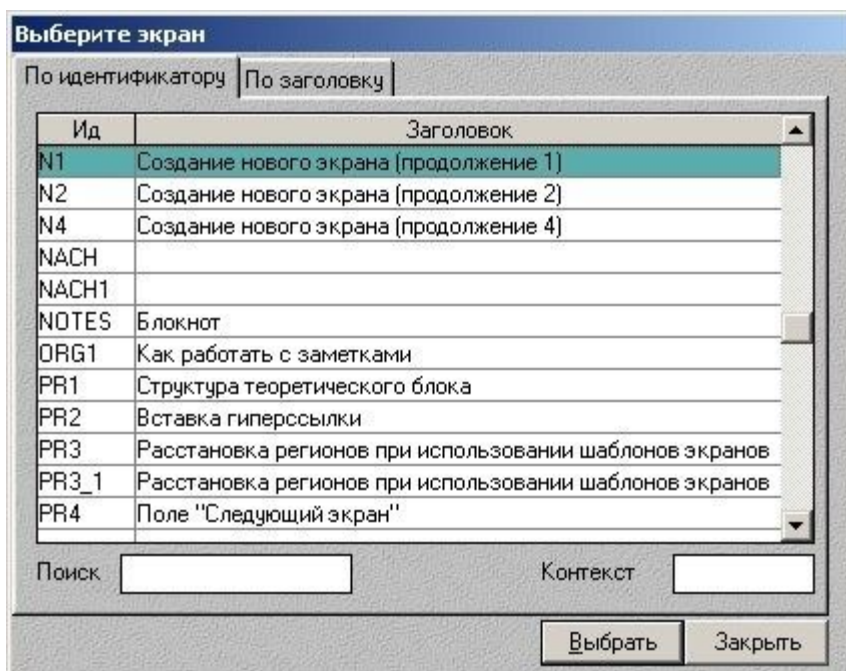 Выберите экран
По идентификатору По заголовку
Ид Заголовок
N1 Создание нового экрана (продолжение 1)
N2 Создание нового экрана (продолжение 2)
N4 Создание нового экрана (продолжение 4)
NACH
NACH1
NOTES Блокнот
ORG1 Как работать с заметками
PR1 Структура теоретического блока
PR2 Вставка гиперссылки
PR3 Расстановка регионов при использовании шаблонов экранов
PR3_1 Расстановка регионов при использовании шаблонов экранов
PR4 Поле "Следующий экран"
Поиск Контекст
Выбрать Закрыть